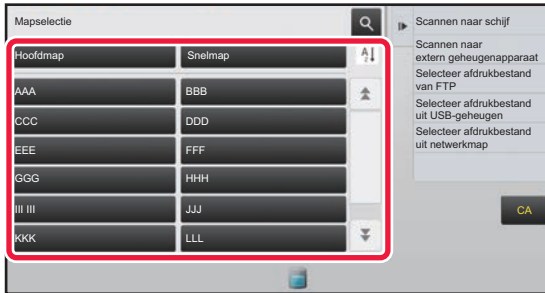 Mapselectie
Hoofdmap
Snelmap
AAA
BBB
CCC
DDD
EEE
FFF
GGG
HHH
III III
JJJ
KKK
LLL
Scannen naar schijf
Scannen naar
extern geheugenapparaat
Selecteer afdrukbestand
van FTP
Selecteer afdrukbestand
uit USB-geheugen
Selecteer afdrukbestand
uit netwerkmap
CA